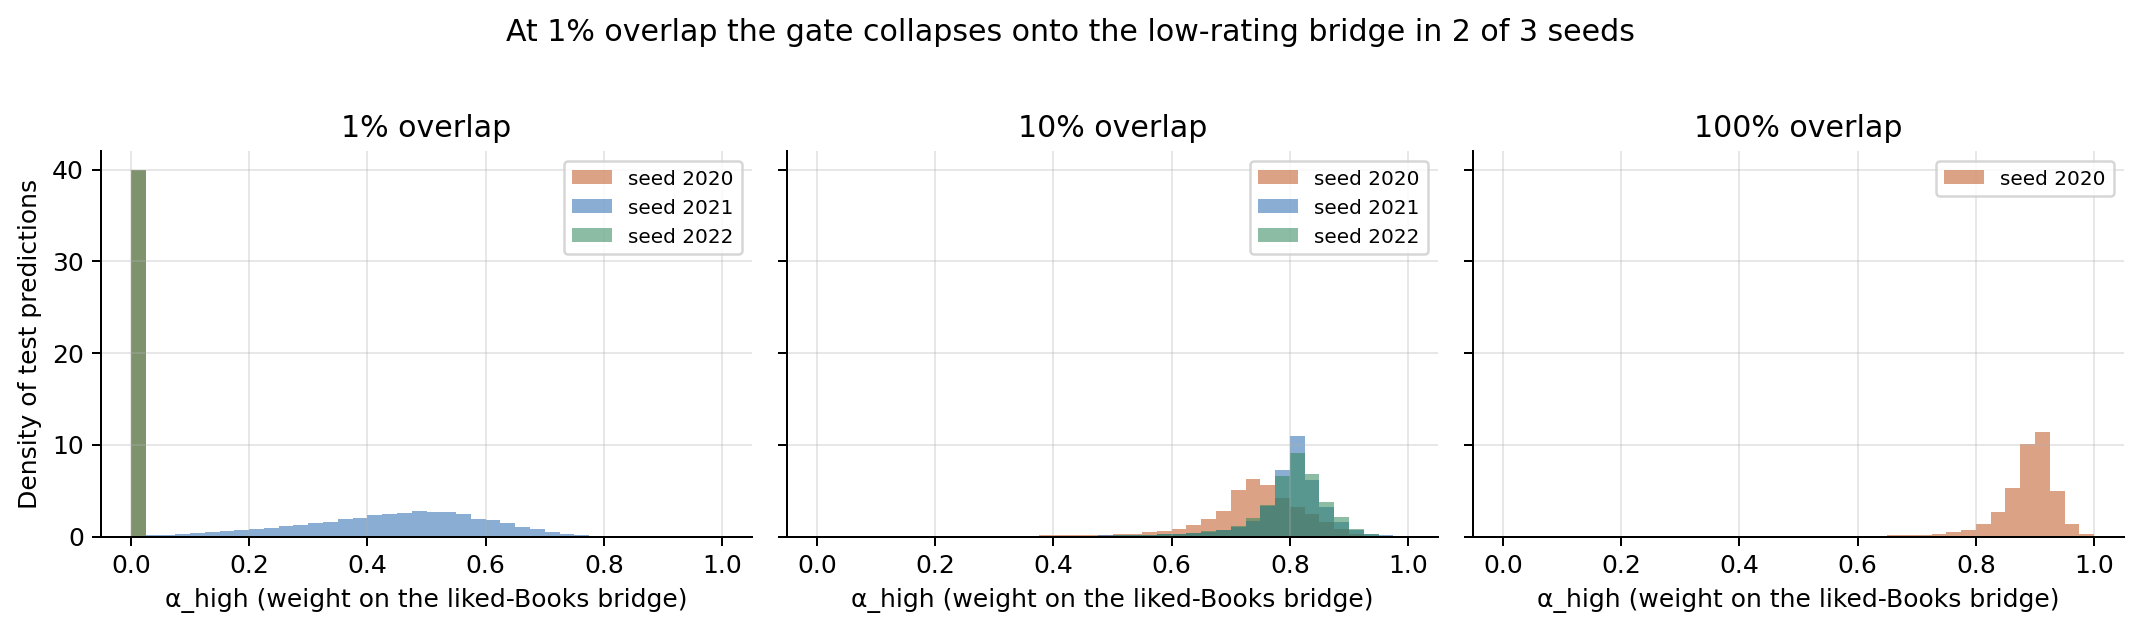 At 1% overlap the gate collapses onto the low-rating bridge in 2 of 3 seeds
1% overlap
10% overlap
100% overlap
Density of test predictions
40
30
20
10
0
seed 2020
seed 2021
seed 2022
seed 2020
seed 2021
seed 2022
seed 2020
0.0 0.2 0.4 0.6 0.8 1.0
0.0 0.2 0.4 0.6 0.8 1.0
0.0 0.2 0.4 0.6 0.8 1.0
α_high (weight on the liked-Books bridge)
α_high (weight on the liked-Books bridge)
α_high (weight on the liked-Books bridge)